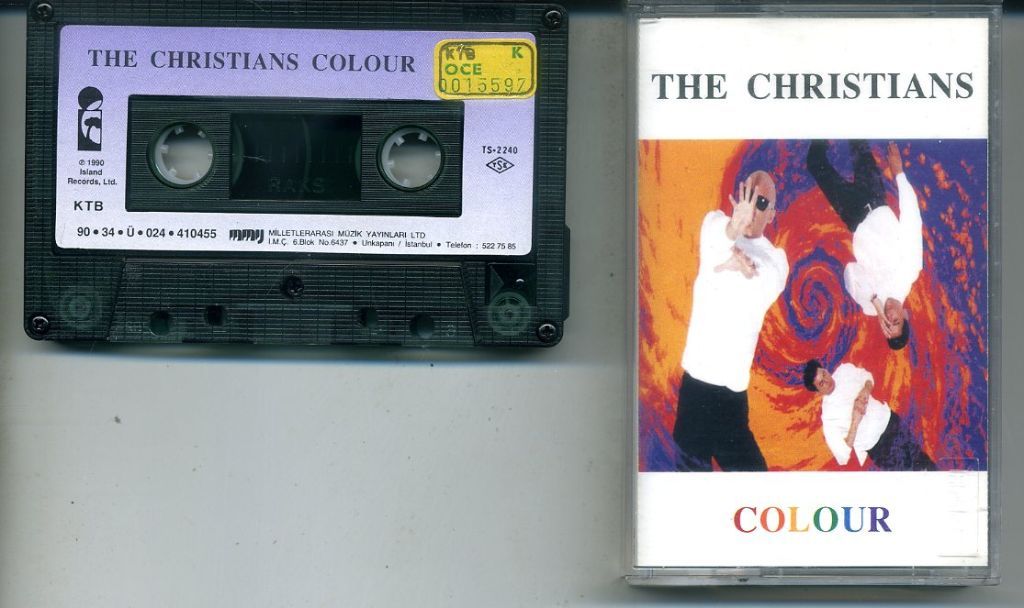 THE CHRISTIANS COLOUR
KTB K
OCE
0015597
℗ 1990
Island
Records, Ltd.
KTB
RAKS
TS•2240
TSK
90 • 34 • Ü • 024 • 410455
MİLLETLERARASI MÜZİK YAYINLARI LTD
I.M.Ç. 6.Blok No.6437 • Unkapanı / İstanbul • Telefon : 522 75 85
THE CHRISTIANS
COLOUR